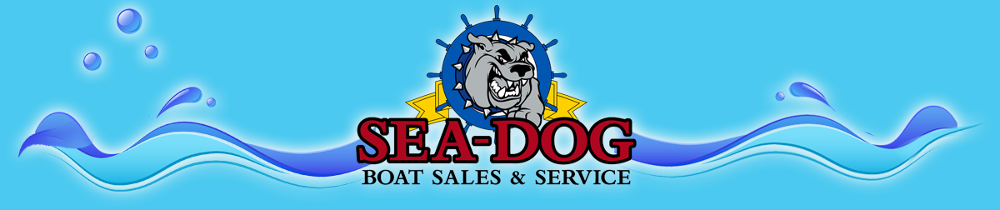 SEA-DOG
BOAT SALES & SERVICE